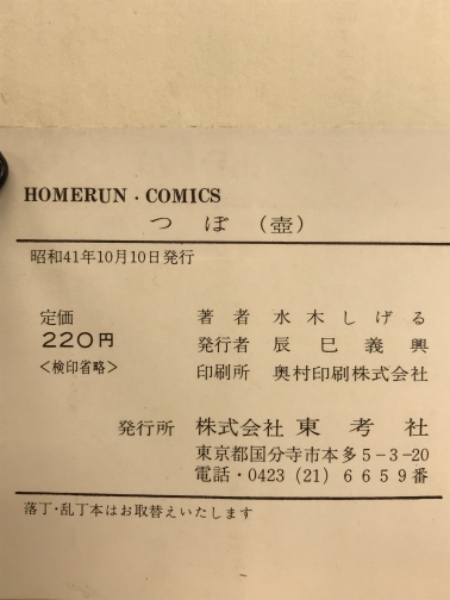 HOMERUN・COMICS
つぼ（壺）
昭和41年10月10日発行
定価
220円
＜検印省略＞
著者 水木しげる
発行者 辰巳義興
印刷所 奥村印刷株式会社
発行所 株式会社 東考社
東京都国分寺市本多5−3−20
電話・0423（21）6659番
落丁・乱丁本はお取替えいたします